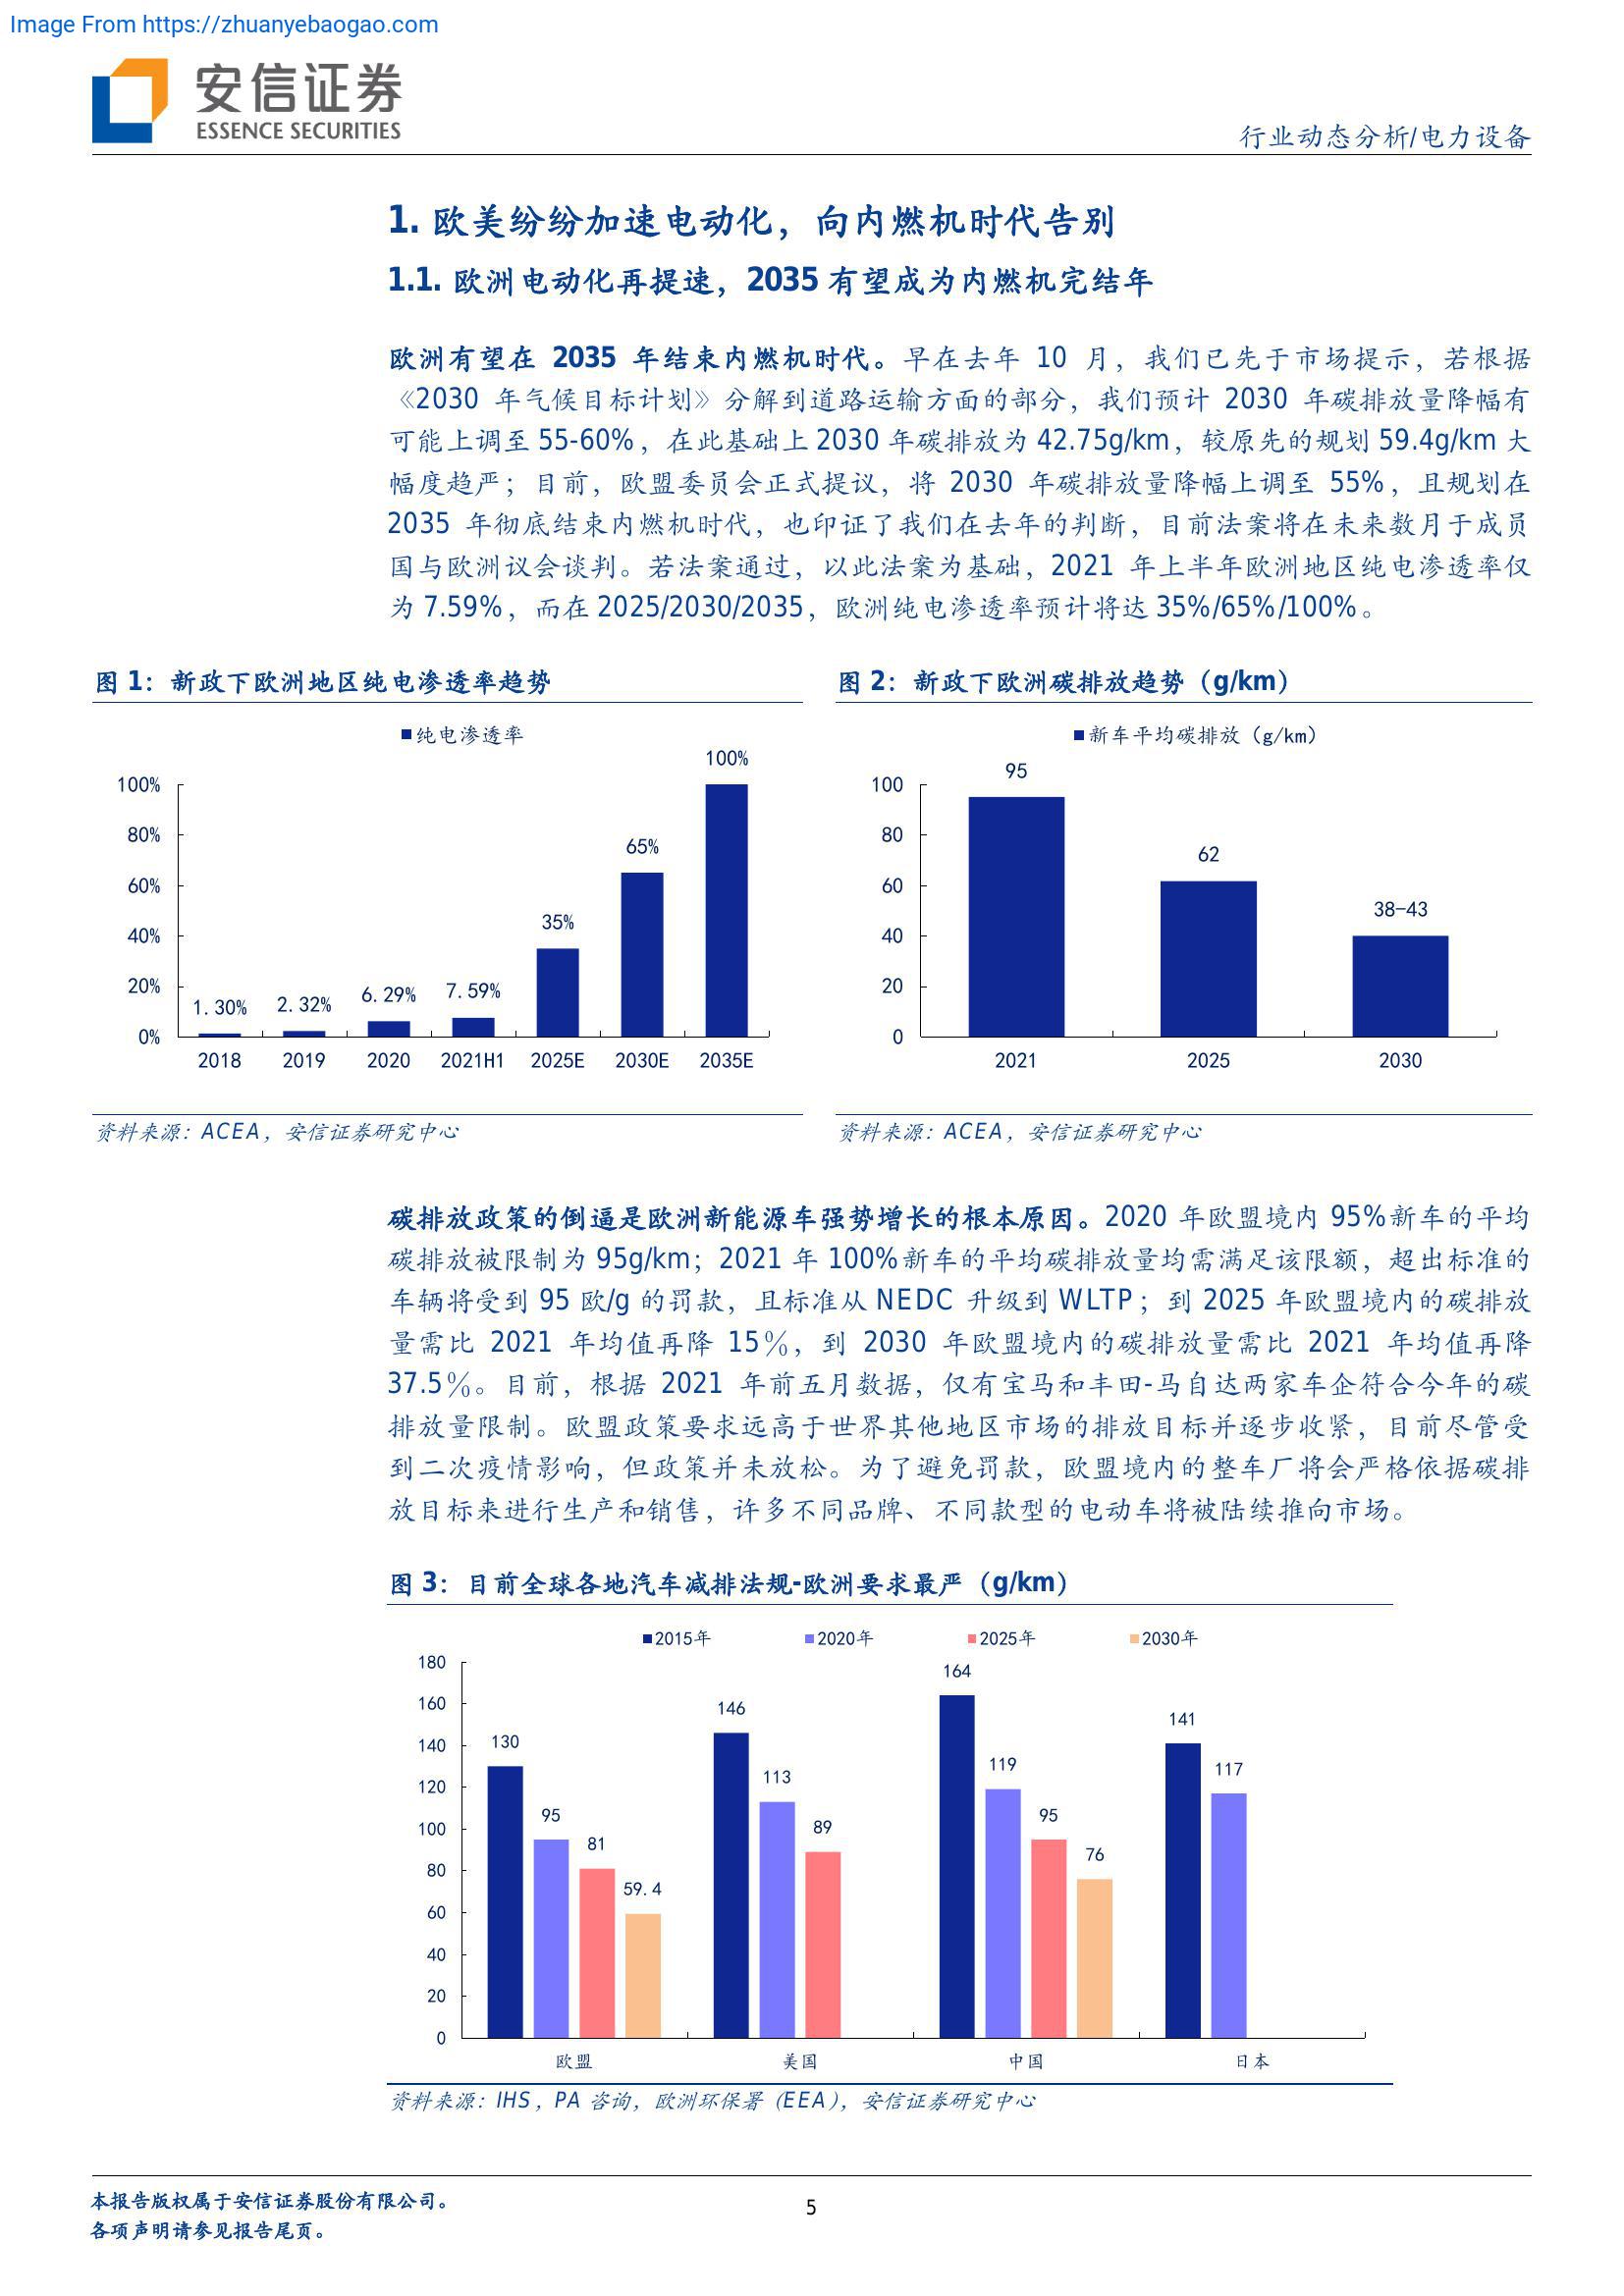 Image From https://zhuanyebaogao.com
安信证券
ESSENCE SECURITIES
行业动态分析/电力设备
1. 欧美纷纷加速电动化，向内燃机时代告别
1.1. 欧洲电动化再提速，2035 有望成为内燃机完结年
欧洲有望在 2035 年结束内燃机时代。早在去年 10 月，我们已先于市场提示，若根据
《2030 年气候目标计划》分解到道路运输方面的部分，我们预计 2030 年碳排放量降幅有
可能上调至 55-60%，在此基础上 2030 年碳排放为 42.75g/km，较原先的规划 59.4g/km 大
幅度趋严；目前，欧盟委员会正式提议，将 2030 年碳排放量降幅上调至 55%，且规划在
2035 年彻底结束内燃机时代，也印证了我们在去年的判断，目前法案将在未来数月于成员
国与欧洲议会谈判。若法案通过，以此法案为基础，2021 年上半年欧洲地区纯电渗透率仅
为 7.59%，而在 2025/2030/2035，欧洲纯电渗透率预计将达 35%/65%/100%。
图 1：新政下欧洲地区纯电渗透率趋势
纯电渗透率
100%
80%
60%
40%
20%
0%
1.30%
2.32%
6.29%
7.59%
35%
65%
100%
2018 2019 2020 2021H1 2025E 2030E 2035E
资料来源：ACEA，安信证券研究中心
图 2：新政下欧洲碳排放趋势（g/km）
新车平均碳排放（g/km）
100
80
60
40
20
0
95
62
38-43
2021 2025 2030
资料来源：ACEA，安信证券研究中心
碳排放政策的倒逼是欧洲新能源车强势增长的根本原因。2020 年欧盟境内 95%新车的平均
碳排放被限制为 95g/km；2021 年 100%新车的平均碳排放量均需满足该限额，超出标准的
车辆将受到 95 欧/g 的罚款，且标准从 NEDC 升级到 WLTP；到 2025 年欧盟境内的碳排放
量需比 2021 年均值再降 15％，到 2030 年欧盟境内的碳排放量需比 2021 年均值再降
37.5％。目前，根据 2021 年前五月数据，仅有宝马和丰田-马自达两家车企符合今年的碳
排放量限制。欧盟政策要求远高于世界其他地区市场的排放目标并逐步收紧，目前尽管受
到二次疫情影响，但政策并未放松。为了避免罚款，欧盟境内的整车厂将会严格依据碳排
放目标来进行生产和销售，许多不同品牌、不同款型的电动车将被陆续推向市场。
图 3：目前全球各地汽车减排法规-欧洲要求最严（g/km）
2015年 2020年 2025年 2030年
180
160
140
120
100
80
60
40
20
0
130
95
81
59.4
146
113
89
164
119
95
76
141
117
欧盟 美国 中国 日本
资料来源：IHS，PA 咨询，欧洲环保署（EEA），安信证券研究中心
本报告版权属于安信证券股份有限公司。
各项声明请参见报告尾页。
5